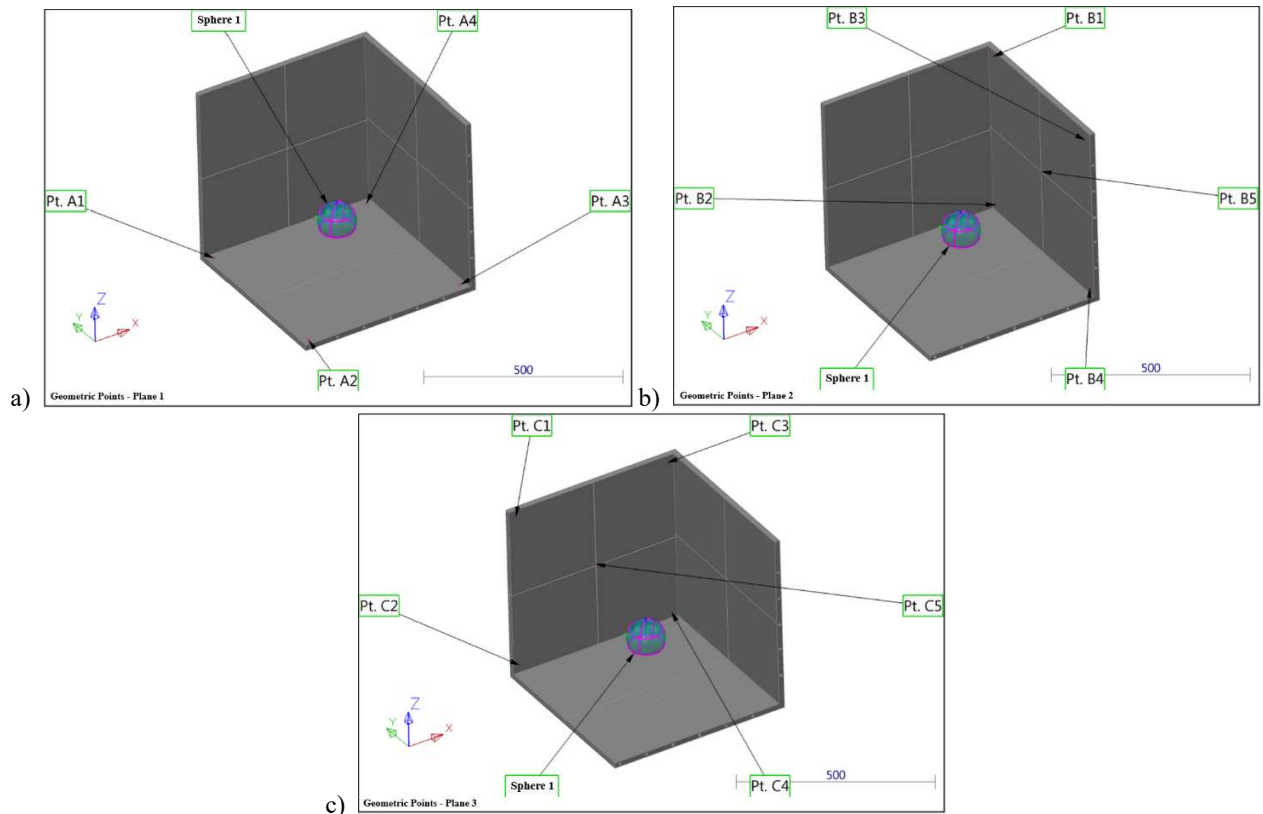 Sphere 1
Pt. A4
Pt. A1
Pt. A3
Z
Y
X
Pt. A2
500
a)
Geometric Points - Plane 1
Pt. B3
Pt. B1
Pt. B2
Pt. B5
Z
Y
X
Sphere 1
500
Pt. B4
b)
Geometric Points - Plane 2
Pt. C1
Pt. C3
Pt. C2
Pt. C5
Z
Y
X
Sphere 1
500
Pt. C4
c)
Geometric Points - Plane 3